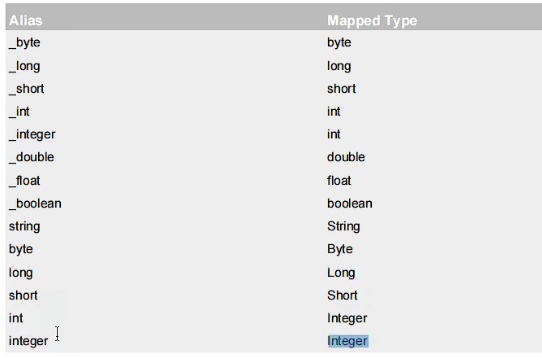 Alias Mapped Type
_byte byte
_long long
_short short
_int int
_integer int
_double double
_float float
_boolean boolean
string String
byte Byte
long Long
short Short
int Integer
integer Integer